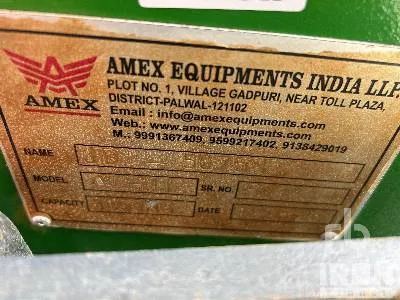 AMEX
AMEX EQUIPMENTS INDIA LLP.
PLOT NO. 1, VILLAGE GADPURI, NEAR TOLL PLAZA,
DISTRICT-PALWAL-121102
Email : info@amexequipments.com
Web.: www.amexequipments.com
M.: 9991367409, 9599217402, 9138429019
NAME
MODEL
SR. NO.
CAPACITY
DATE